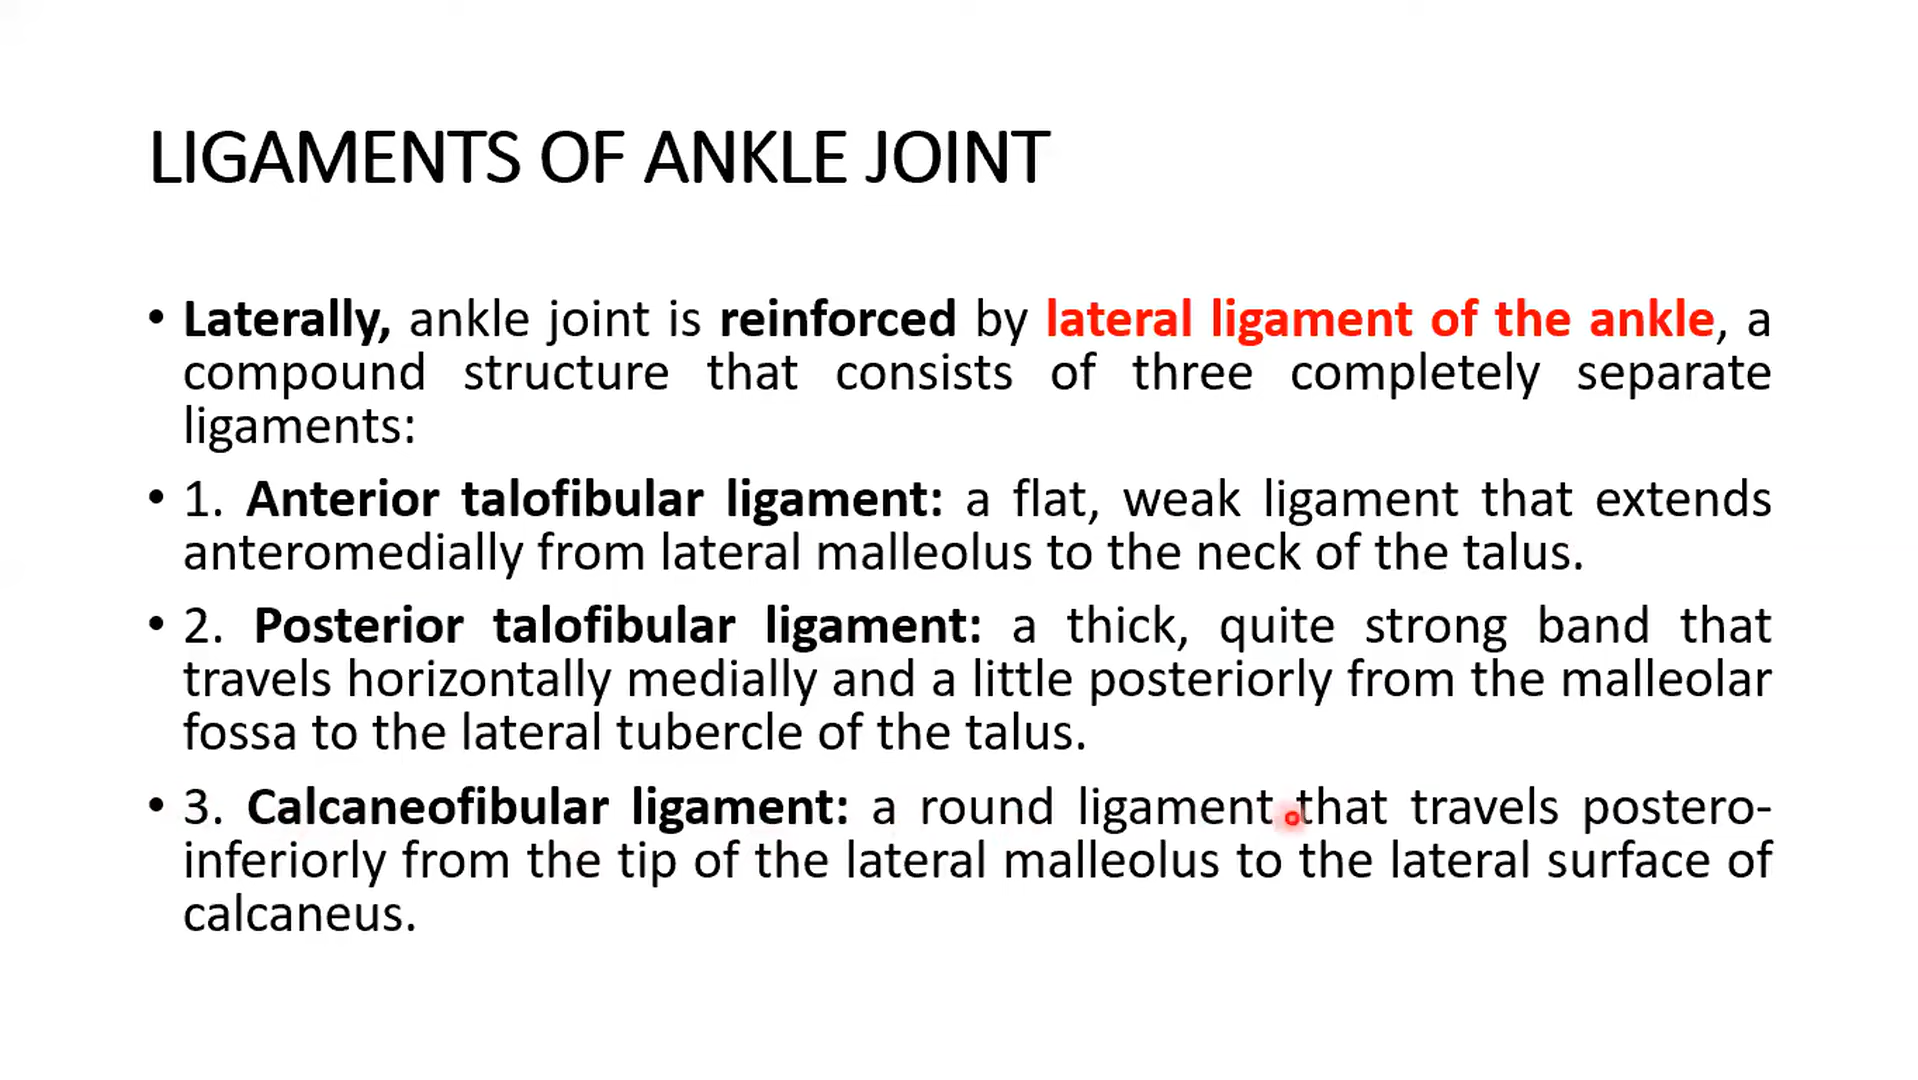 LIGAMENTS OF ANKLE JOINT
• Laterally, ankle joint is reinforced by lateral ligament of the ankle, a
compound structure that consists of three completely separate
ligaments:
• 1. Anterior talofibular ligament: a flat, weak ligament that extends
anteromedially from lateral malleolus to the neck of the talus.
• 2. Posterior talofibular ligament: a thick, quite strong band that
travels horizontally medially and a little posteriorly from the malleolar
fossa to the lateral tubercle of the talus.
• 3. Calcaneofibular ligament: a round ligament that travels postero-
inferiorly from the tip of the lateral malleolus to the lateral surface of
calcaneus.